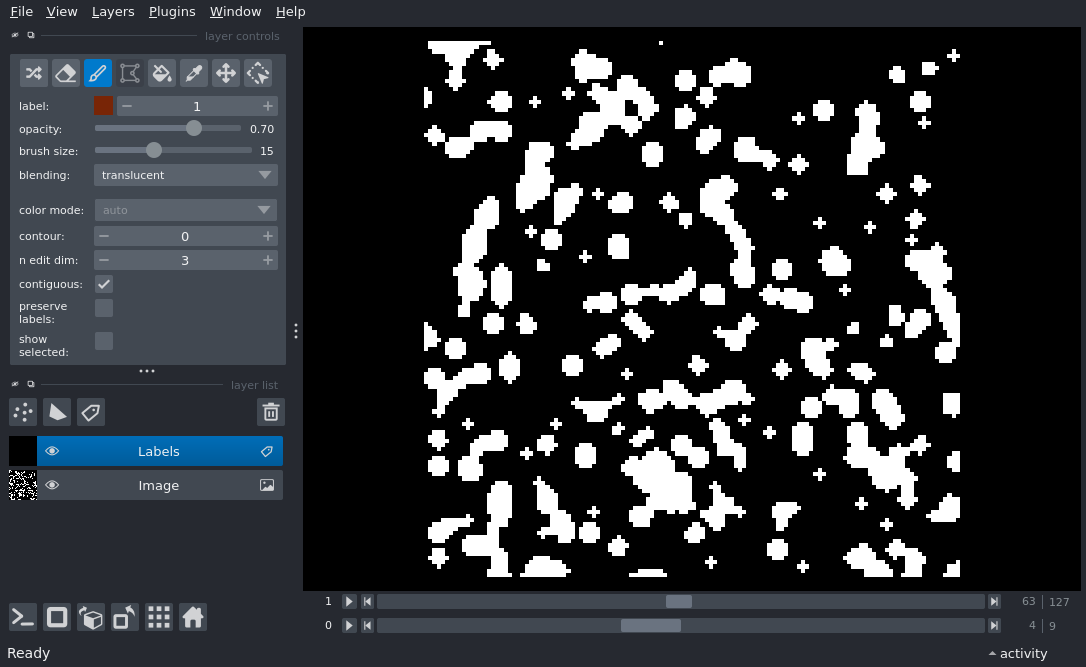 File View Layers Plugins Window Help
layer controls
label: 1
opacity: 0.70
brush size: 15
blending: translucent
color mode: auto
contour: 0
n edit dim: 3
contiguous:
preserve
labels:
show
selected:
layer list
Labels
Image
1 63 127
0 4 9
Ready activity